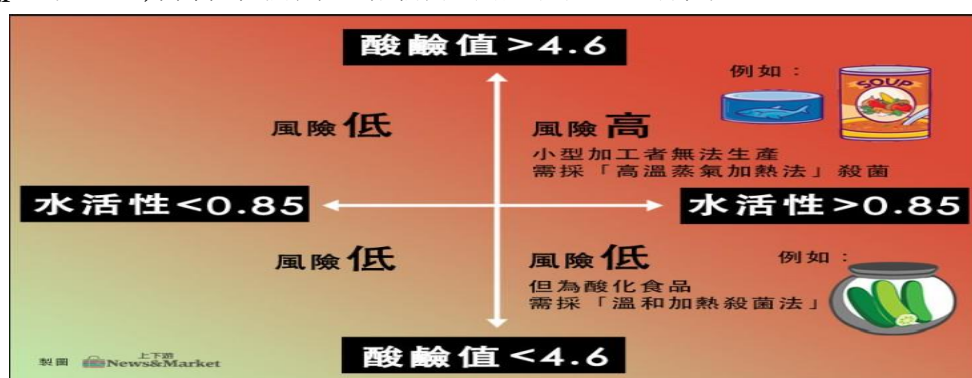 酸鹼值>4.6
例如：
SOUP
風險低
風險高
小型加工者無法生產
需採「高溫蒸氣加熱法」殺菌
水活性<0.85
水活性>0.85
風險低
風險低
例如：
但為酸化食品
需採「溫和加熱殺菌法」
酸鹼值<4.6
製圖
上下游
News&Market